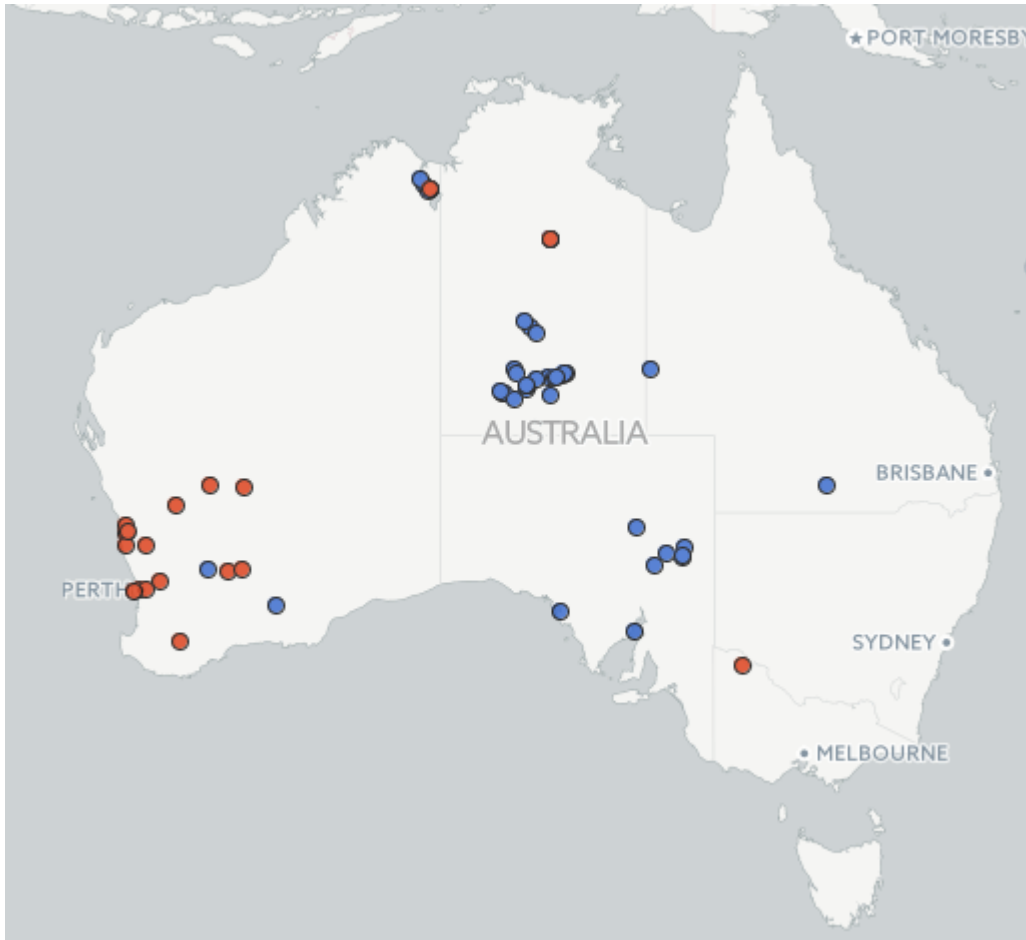 PORT MORESBY
AUSTRALIA
BRISBANE
PERTH
SYDNEY
MELBOURNE